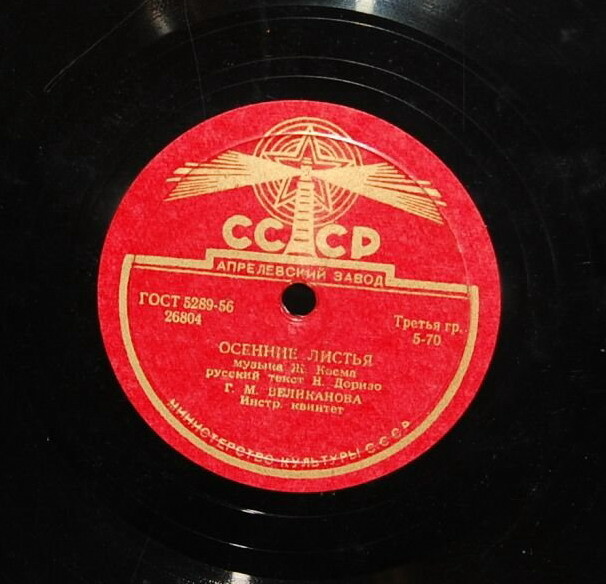 СССР
АПРЕЛЕВСКИЙ ЗАВОД
ГОСТ 5289-56
26804
Третья гр.
5-70
ОСЕННИЕ ЛИСТЬЯ
музыка Ж. Косма
русский текст Н. Доризо
Г. М. ВЕЛИКАНОВА
Инстр. квинтет
МИНИСТЕРСТВО КУЛЬТУРЫ СССР